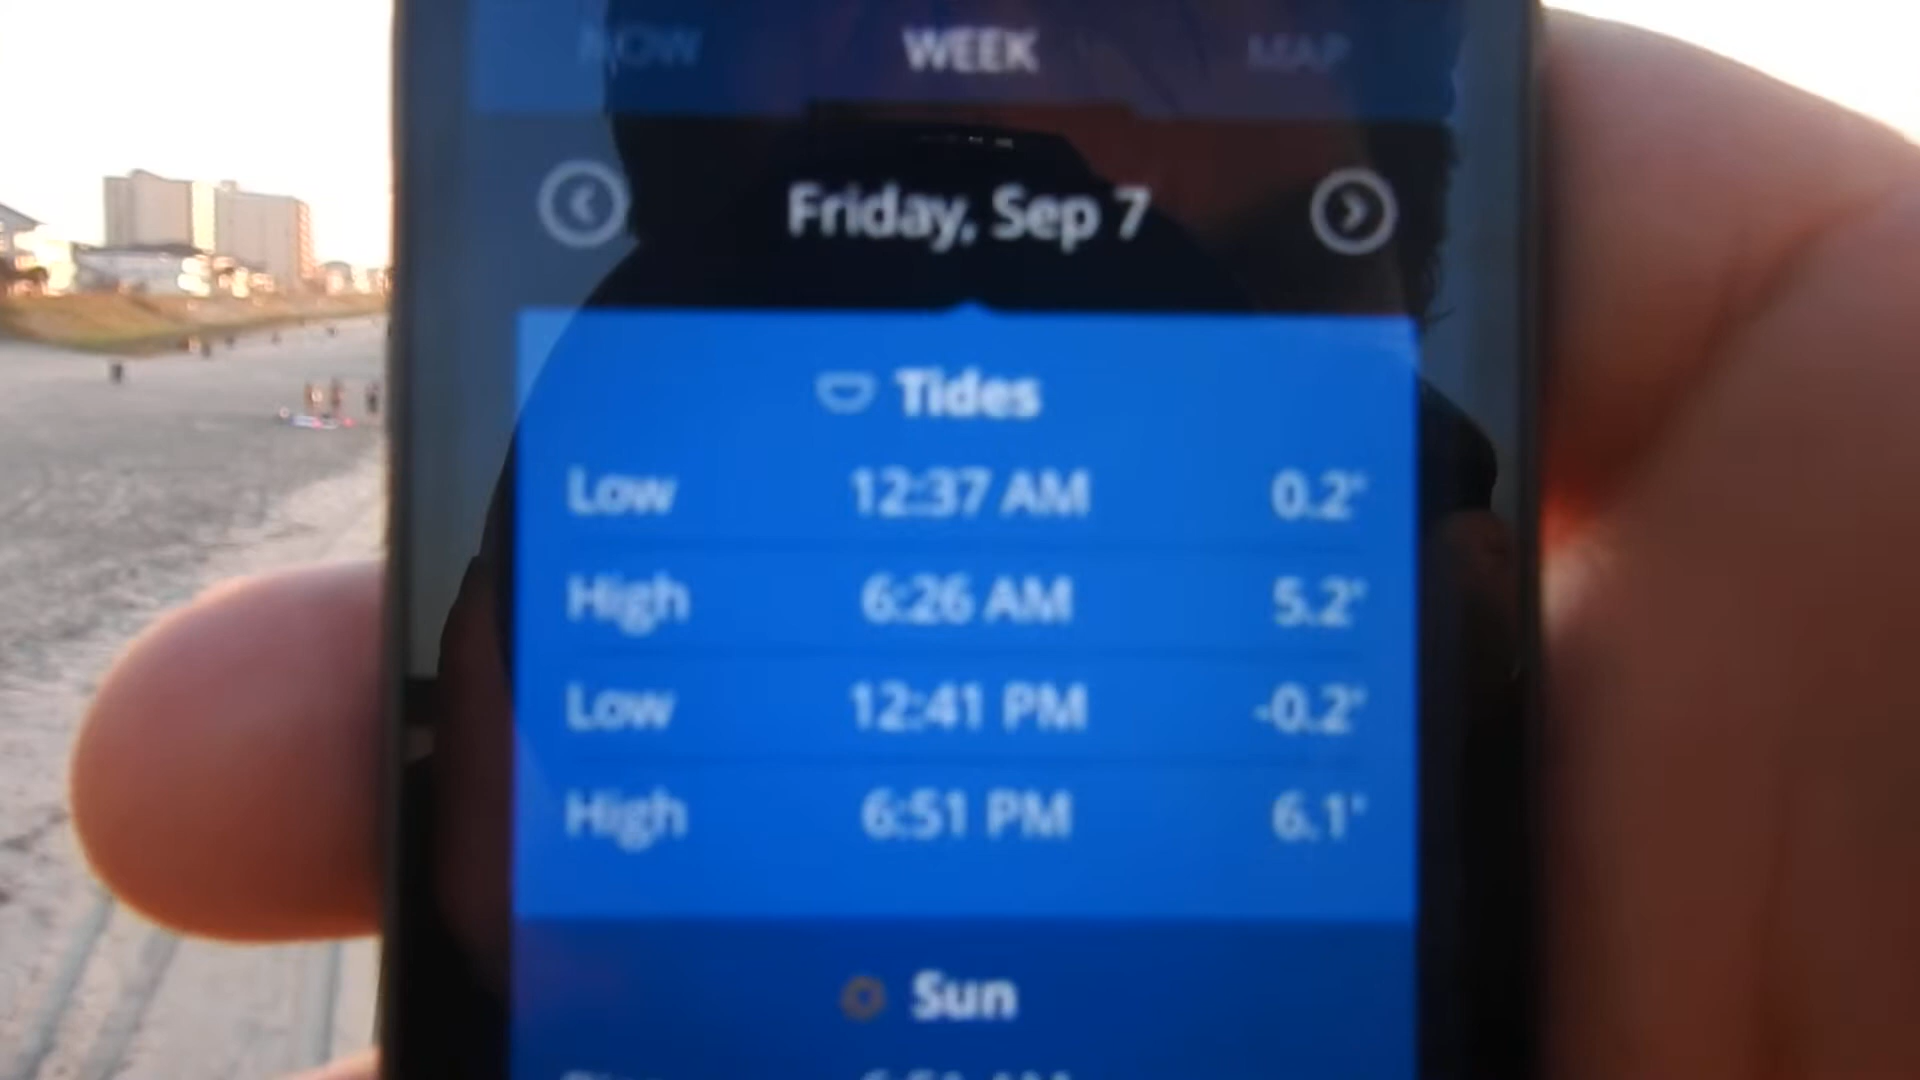 NOW WEEK MAP
Friday, Sep 7
Tides
Low 12:37 AM 0.2'
High 6:26 AM 5.2'
Low 12:41 PM -0.2'
High 6:51 PM 6.1'
Sun